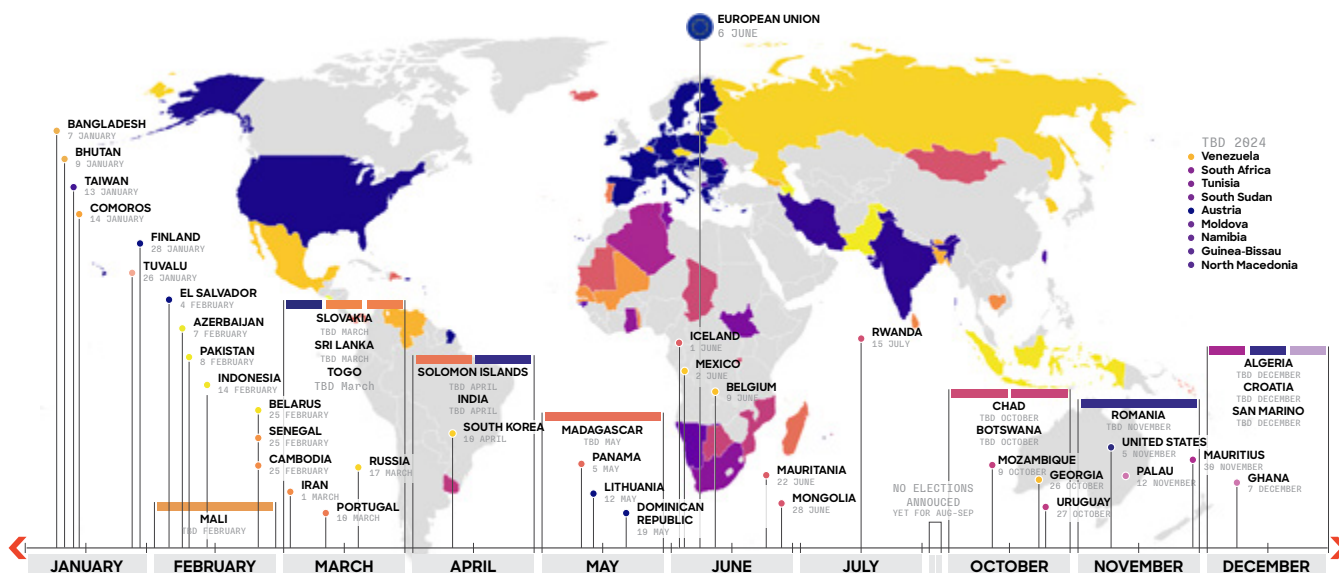 EUROPEAN UNION
6 JUNE
BANGLADESH
7 JANUARY
BHUTAN
9 JANUARY
TAIWAN
13 JANUARY
COMOROS
14 JANUARY
FINLAND
28 JANUARY
TUVALU
26 JANUARY
EL SALVADOR
4 FEBRUARY
AZERBAIJAN
7 FEBRUARY
PAKISTAN
8 FEBRUARY
INDONESIA
14 FEBRUARY
BELARUS
25 FEBRUARY
SENEGAL
25 FEBRUARY
CAMBODIA
25 FEBRUARY
MALI
TBD FEBRUARY
SLOVAKIA
TBD MARCH
SRI LANKA
TBD MARCH
TOGO
TBD March
IRAN
1 MARCH
PORTUGAL
10 MARCH
RUSSIA
17 MARCH
SOLOMON ISLANDS
TBD APRIL
INDIA
TBD APRIL
SOUTH KOREA
10 APRIL
MADAGASCAR
TBD MAY
PANAMA
5 MAY
LITHUANIA
12 MAY
DOMINICAN
REPUBLIC
19 MAY
ICELAND
1 JUNE
MEXICO
2 JUNE
BELGIUM
9 JUNE
MAURITANIA
22 JUNE
MONGOLIA
28 JUNE
RWANDA
15 JULY
NO ELECTIONS
ANNOUCED
YET FOR AUG-SEP
CHAD
TBD OCTOBER
BOTSWANA
TBD OCTOBER
MOZAMBIQUE
9 OCTOBER
GEORGIA
26 OCTOBER
URUGUAY
27 OCTOBER
ROMANIA
TBD NOVEMBER
UNITED STATES
5 NOVEMBER
PALAU
12 NOVEMBER
MAURITIUS
30 NOVEMBER
GHANA
7 DECEMBER
ALGERIA
TBD DECEMBER
CROATIA
TBD DECEMBER
SAN MARINO
TBD DECEMBER
TBD 2024
Venezuela
South Africa
Tunisia
South Sudan
Austria
Moldova
Namibia
Guinea-Bissau
North Macedonia
JANUARY
FEBRUARY
MARCH
APRIL
MAY
JUNE
JULY
OCTOBER
NOVEMBER
DECEMBER